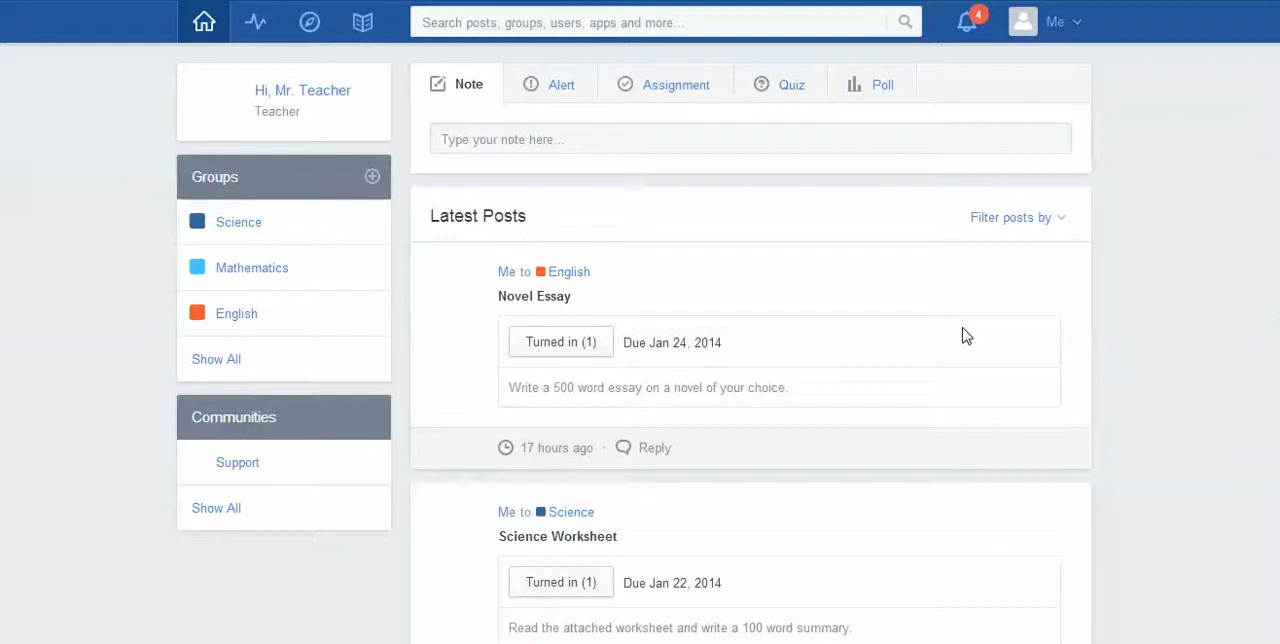 Search posts, groups, users, apps and more...
4
Me
Hi, Mr. Teacher
Teacher
Groups
Science
Mathematics
English
Show All
Communities
Support
Show All
Note
Alert
Assignment
Quiz
Poll
Type your note here...
Latest Posts
Filter posts by
Me to English
Novel Essay
Turned in (1)
Due Jan 24, 2014
Write a 500 word essay on a novel of your choice.
17 hours ago · Reply
Me to Science
Science Worksheet
Turned in (1)
Due Jan 22, 2014
Read the attached worksheet and write a 100 word summary.